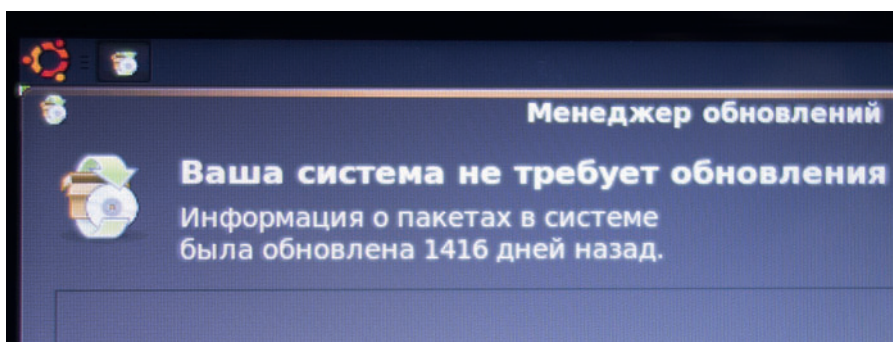 Менеджер обновлений
Ваша система не требует обновления
Информация о пакетах в системе
была обновлена 1416 дней назад.